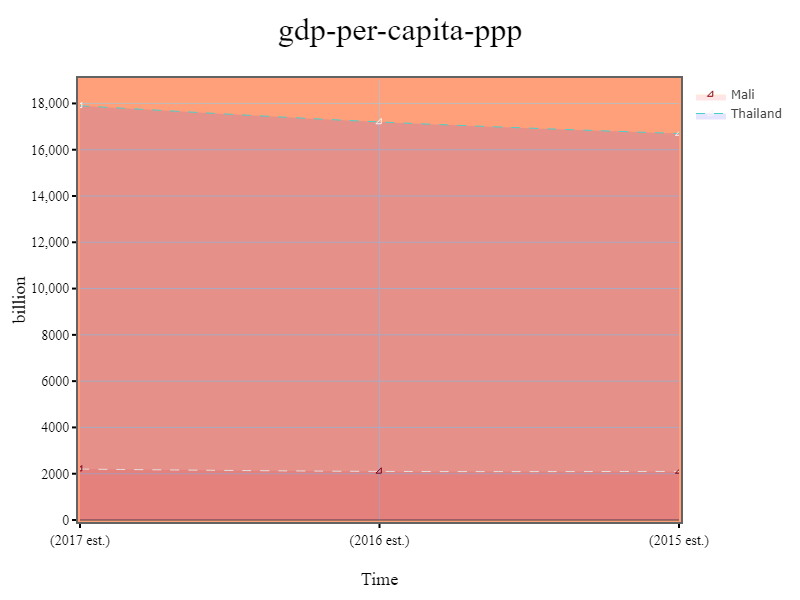 gdp-per-capita-ppp
Mali
Thailand
18,000
16,000
14,000
12,000
10,000
8000
6000
4000
2000
0
billion
(2017 est.)
(2016 est.)
(2015 est.)
Time